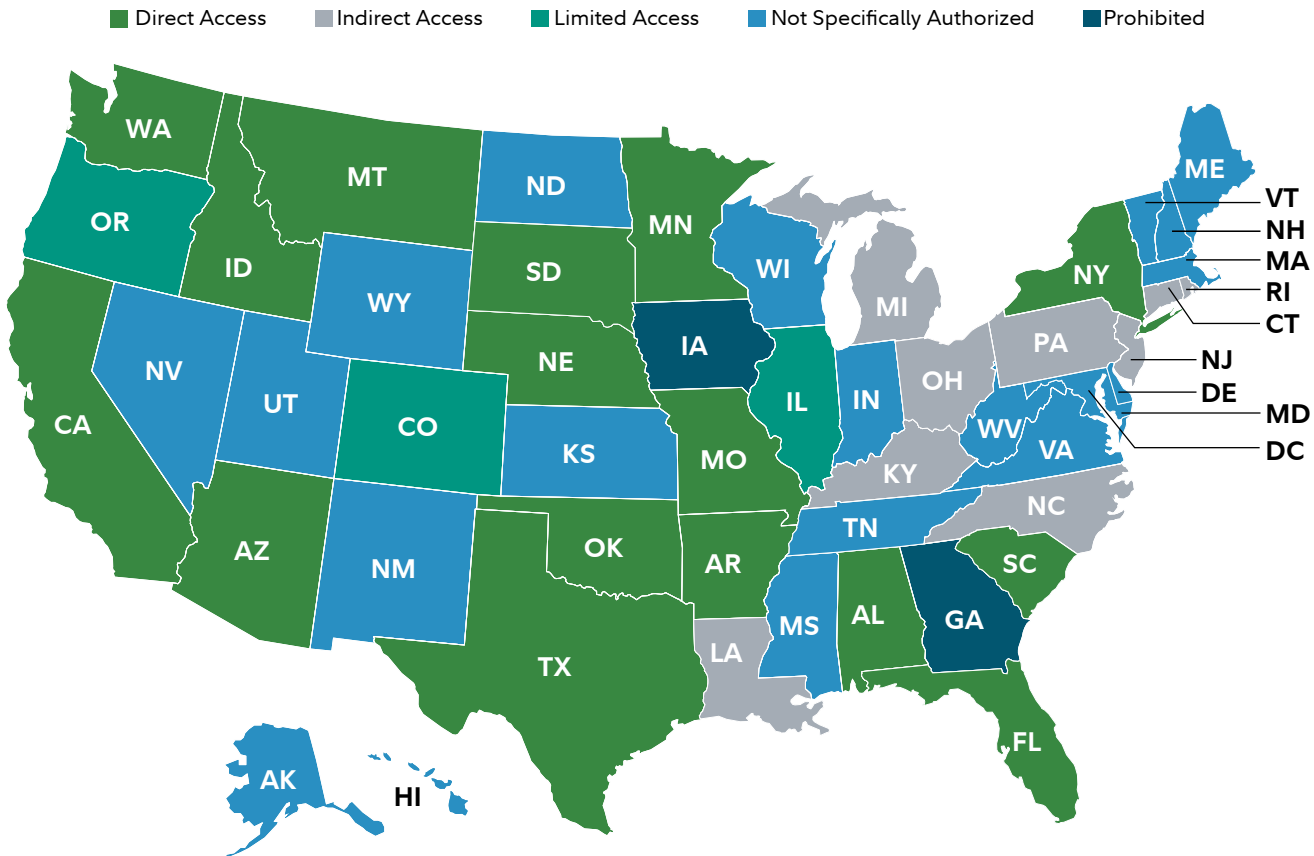 Direct Access Indirect Access Limited Access Not Specifically Authorized Prohibited
WA
MT
ND
MN
ME
VT
OR
NH
ID
SD
WI
NY
MA
WY
MI
RI
CT
IA
PA
NV
NE
NJ
UT
IL
IN
OH
DE
CA
CO
KS
MO
WV
MD
VA
DC
KY
AZ
NM
OK
AR
TN
NC
SC
MS
AL
GA
TX
LA
FL
AK
HI